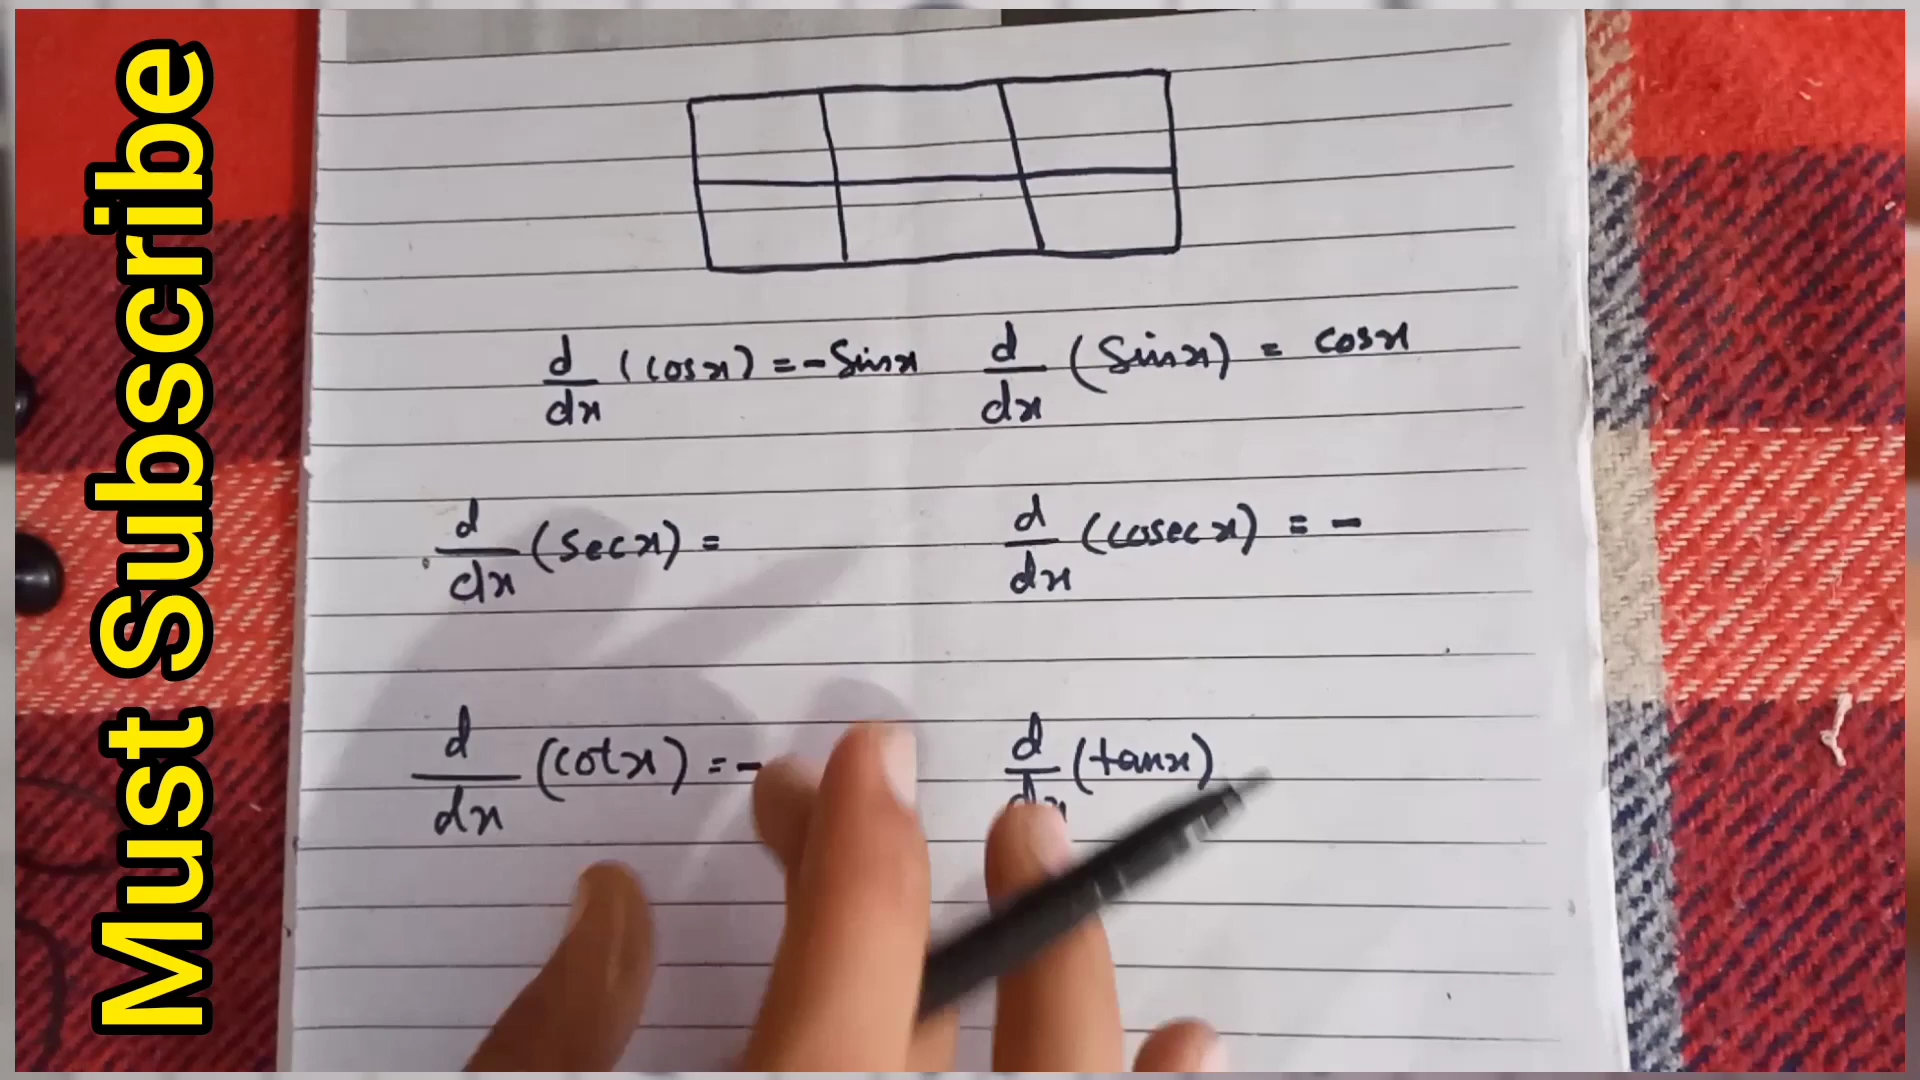 Must Subscribe
d/dx (cosx) = - Sinx
d/dx (Sinx) = cosx
d/dx (Secx) =
d/dx (cosecx) = -
d/dx (cotx) = -
d/dx (tanx)